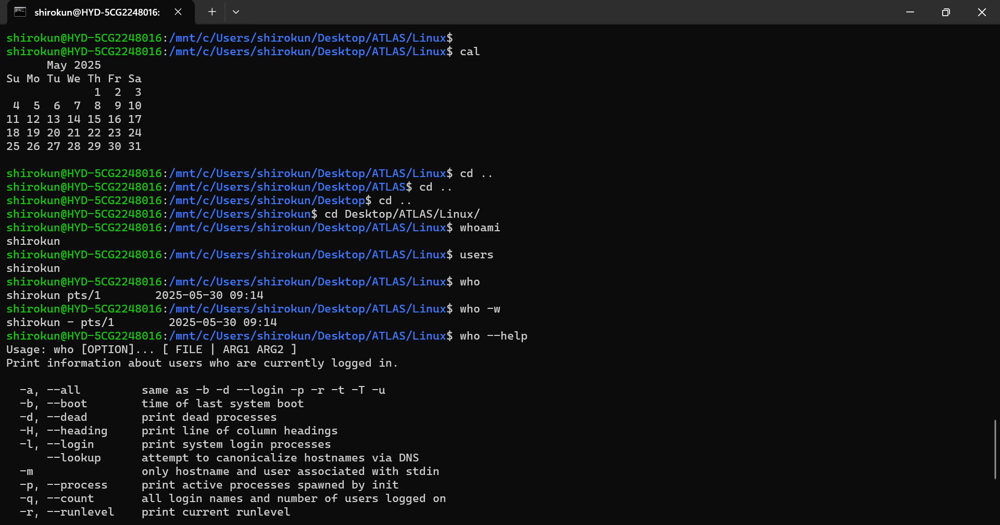 shirokun@HYD-5CG2248016:
shirokun@HYD-5CG2248016:/mnt/c/Users/shirokun/Desktop/ATLAS/Linux$
shirokun@HYD-5CG2248016:/mnt/c/Users/shirokun/Desktop/ATLAS/Linux$ cal
      May 2025
Su Mo Tu We Th Fr Sa
             1  2  3
 4  5  6  7  8  9 10
11 12 13 14 15 16 17
18 19 20 21 22 23 24
25 26 27 28 29 30 31
shirokun@HYD-5CG2248016:/mnt/c/Users/shirokun/Desktop/ATLAS/Linux$ cd ..
shirokun@HYD-5CG2248016:/mnt/c/Users/shirokun/Desktop/ATLAS$ cd ..
shirokun@HYD-5CG2248016:/mnt/c/Users/shirokun/Desktop$ cd ..
shirokun@HYD-5CG2248016:/mnt/c/Users/shirokun$ cd Desktop/ATLAS/Linux/
shirokun@HYD-5CG2248016:/mnt/c/Users/shirokun/Desktop/ATLAS/Linux$ whoami
shirokun
shirokun@HYD-5CG2248016:/mnt/c/Users/shirokun/Desktop/ATLAS/Linux$ users
shirokun
shirokun@HYD-5CG2248016:/mnt/c/Users/shirokun/Desktop/ATLAS/Linux$ who
shirokun pts/1        2025-05-30 09:14
shirokun@HYD-5CG2248016:/mnt/c/Users/shirokun/Desktop/ATLAS/Linux$ who -w
shirokun - pts/1        2025-05-30 09:14
shirokun@HYD-5CG2248016:/mnt/c/Users/shirokun/Desktop/ATLAS/Linux$ who --help
Usage: who [OPTION]... [ FILE | ARG1 ARG2 ]
Print information about users who are currently logged in.
  -a, --all         same as -b -d --login -p -r -t -T -u
  -b, --boot        time of last system boot
  -d, --dead        print dead processes
  -H, --heading     print line of column headings
  -l, --login       print system login processes
      --lookup      attempt to canonicalize hostnames via DNS
  -m                only hostname and user associated with stdin
  -p, --process     print active processes spawned by init
  -q, --count       all login names and number of users logged on
  -r, --runlevel    print current runlevel